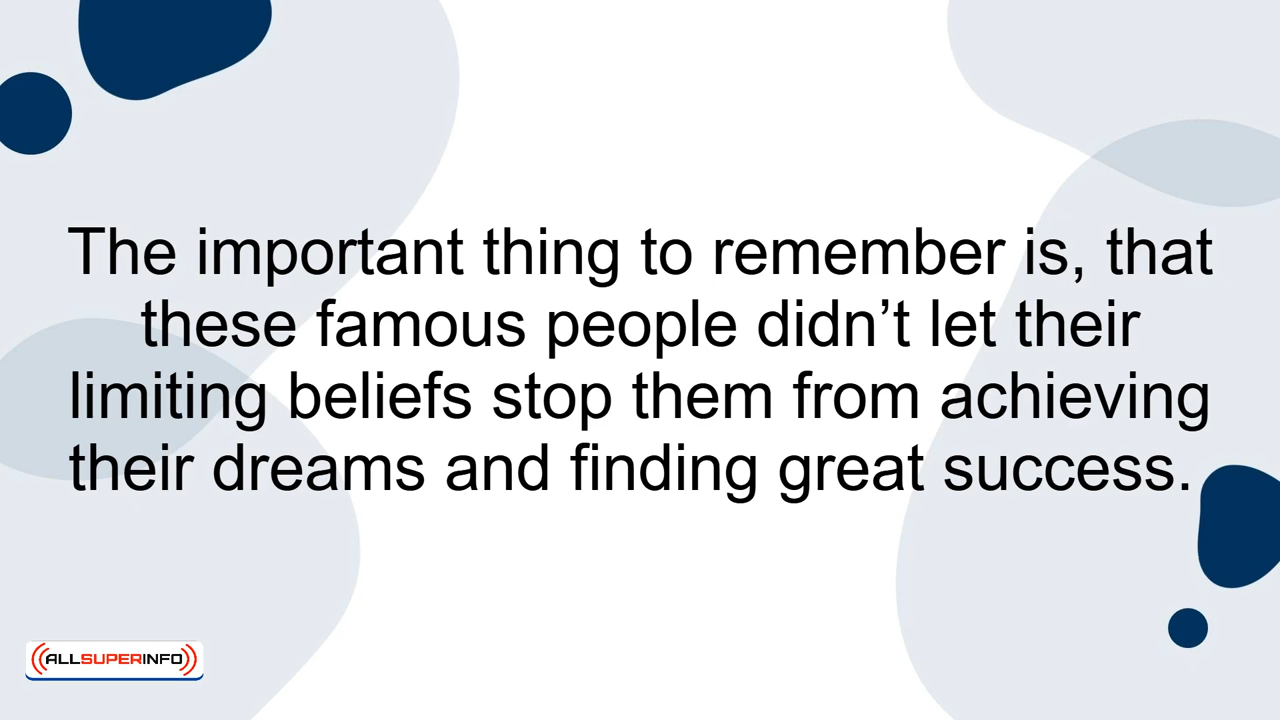 The important thing to remember is, that
these famous people didn’t let their
limiting beliefs stop them from achieving
their dreams and finding great success.
ALLSUPERINFO